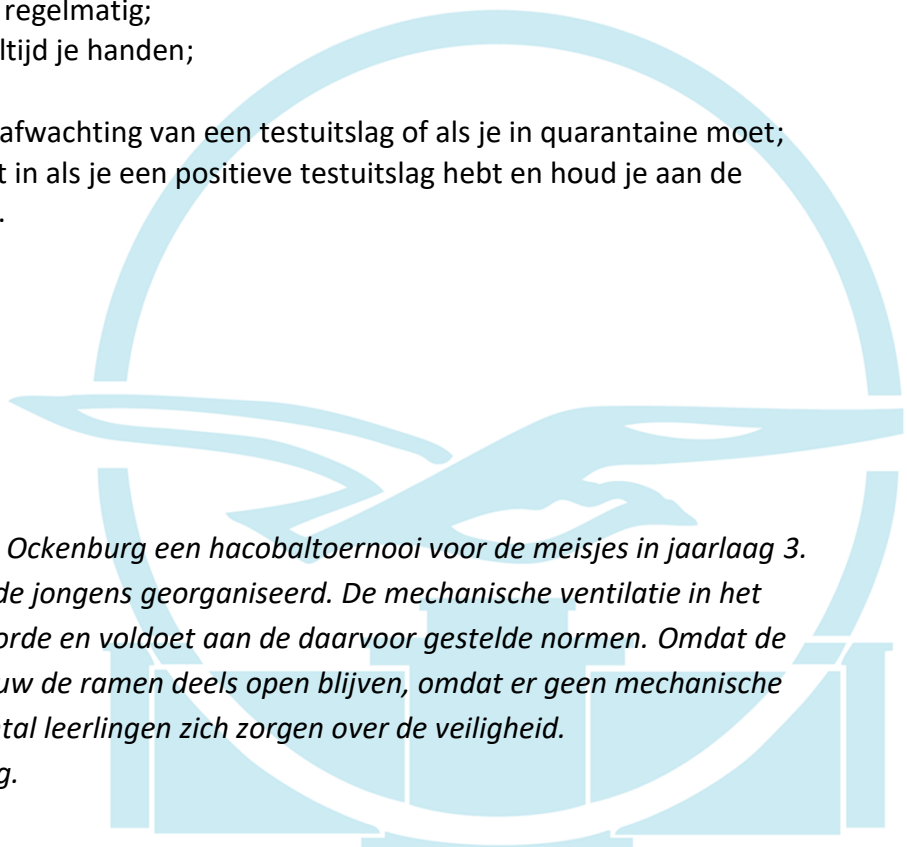 regelmatig;
ltijd je handen;
afwachting van een testuitslag of als je in quarantaine moet;
t in als je een positieve testuitslag hebt en houd je aan de
.
Ockenburg een hacobaltoernooi voor de meisjes in jaarlaag 3.
de jongens georganiseerd. De mechanische ventilatie in het
orde en voldoet aan de daarvoor gestelde normen. Omdat de
uw de ramen deels open blijven, omdat er geen mechanische
ntal leerlingen zich zorgen over de veiligheid.
g.